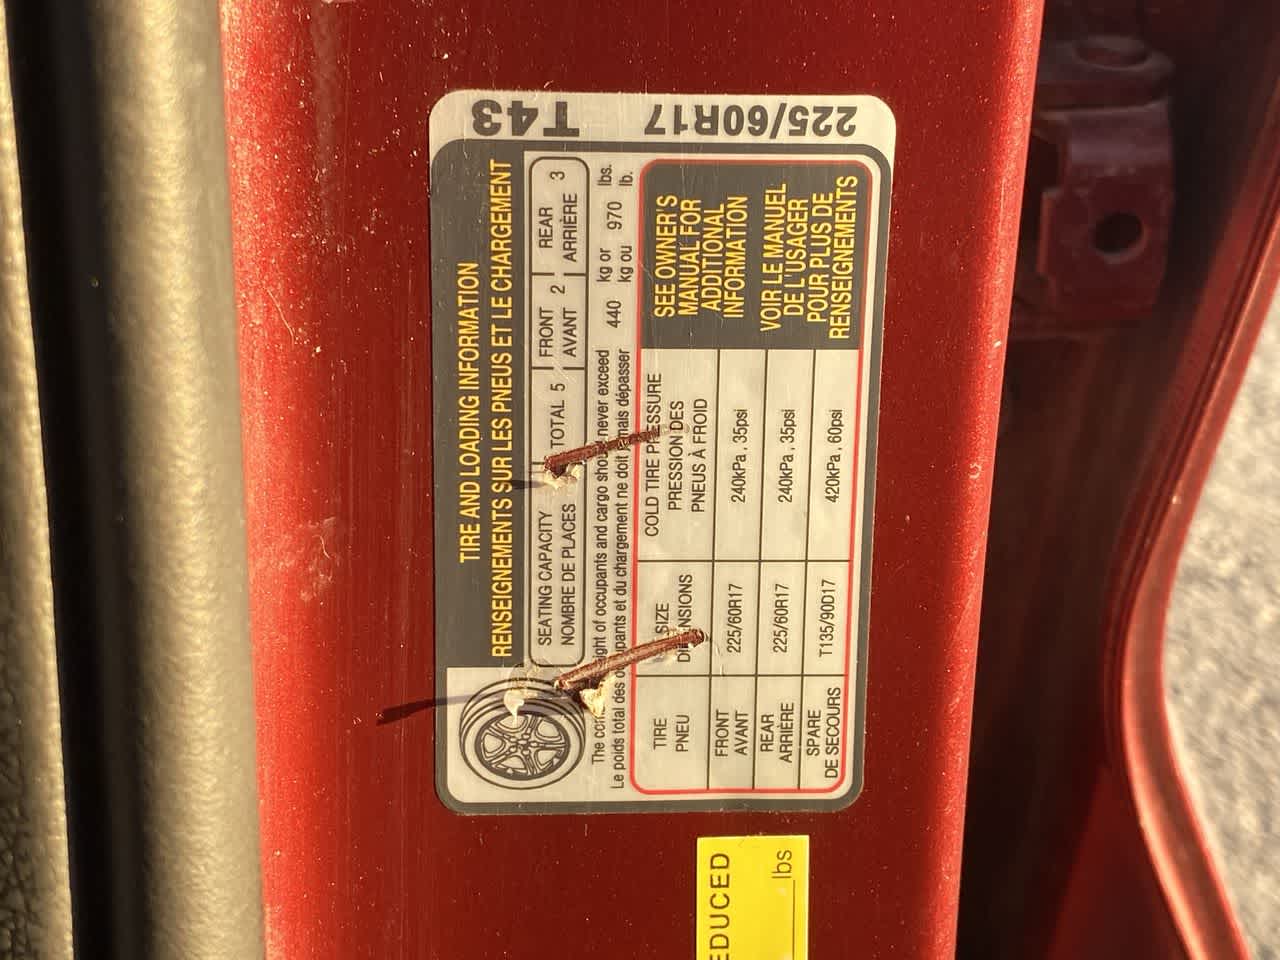 T43 225/60R17
TIRE AND LOADING INFORMATION
RENSEIGNEMENTS SUR LES PNEUS ET LE CHARGEMENT
SEATING CAPACITY TOTAL 5 FRONT 2 REAR 3
NOMBRE DE PLACES AVANT ARRIÈRE
The ight of occupants and cargo never exceed 440 kg or 970 lbs.
Le poids total des occupants et du chargement ne doit jamais dépasser kg ou lb.
TIRE
PNEU
SIZE
DIMENSIONS
COLD TIRE PRESSURE
PRESSION DES
PNEUS À FROID
SEE OWNER'S
MANUAL FOR
ADDITIONAL
INFORMATION
VOIR LE MANUEL
DE L'USAGER
POUR PLUS DE
RENSEIGNEMENTS
FRONT
AVANT
225/60R17
240kPa, 35psi
REAR
ARRIÈRE
225/60R17
240kPa, 35psi
SPARE
DE SECOURS
T135/90D17
420kPa, 60psi
EDUCED
lbs